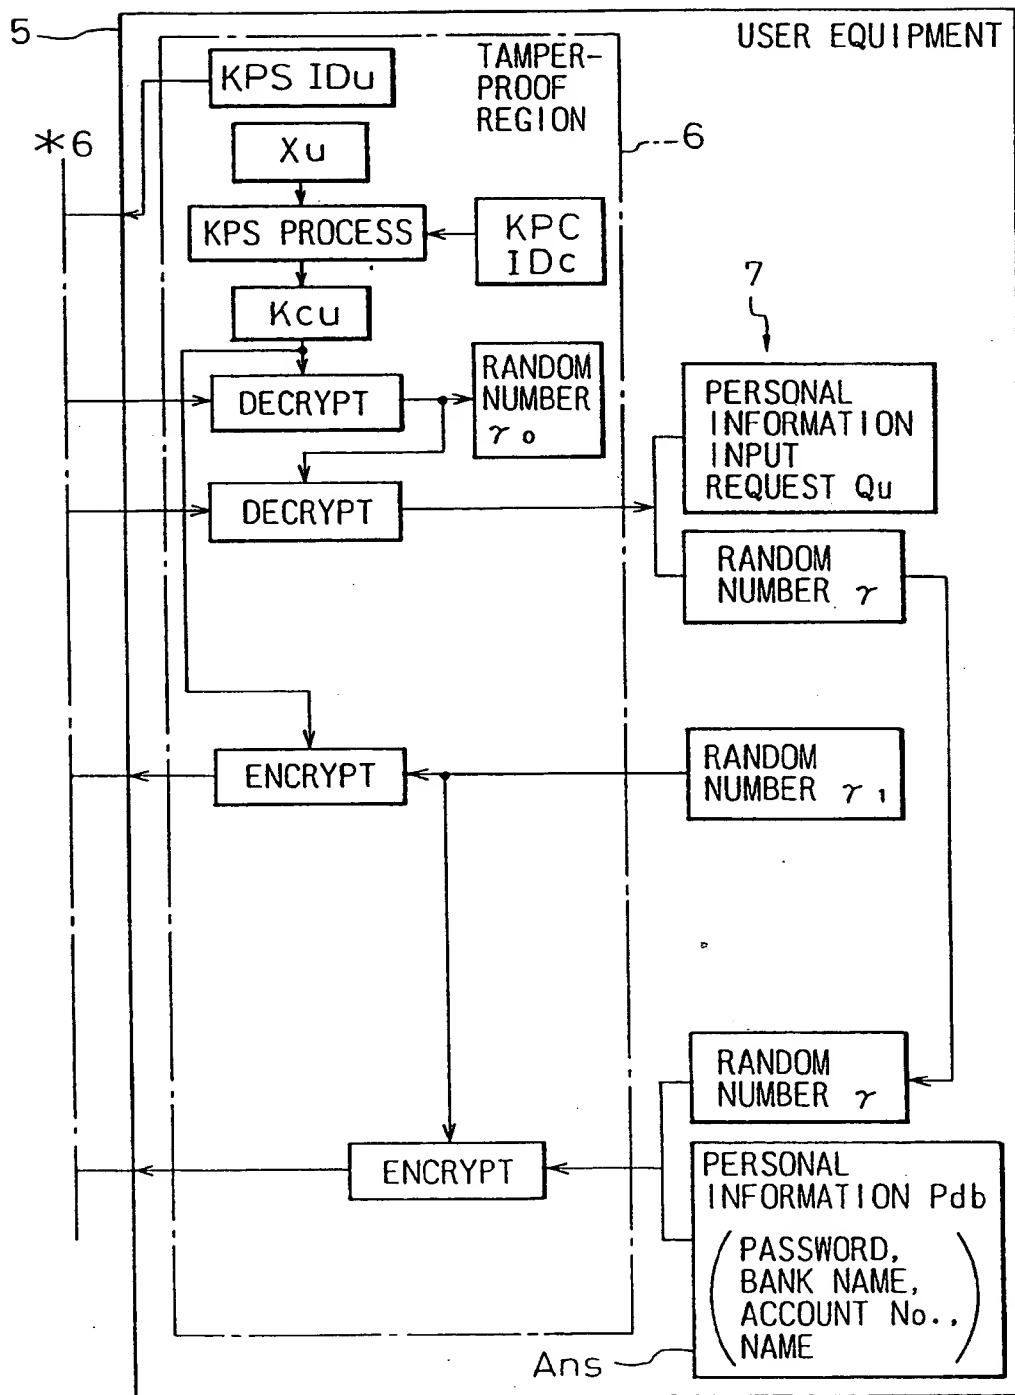 5
USER EQUIPMENT
KPS IDu
TAMPER-
PROOF
REGION
*6
6
Xu
KPS PROCESS
KPC
IDc
Kcu
7
DECRYPT
RANDOM
NUMBER
γ0
PERSONAL
INFORMATION
INPUT
REQUEST Qu
DECRYPT
RANDOM
NUMBER γ
ENCRYPT
RANDOM
NUMBER γ1
RANDOM
NUMBER γ
ENCRYPT
PERSONAL
INFORMATION Pdb
(PASSWORD,
BANK NAME,
ACCOUNT No.,
NAME)
Ans